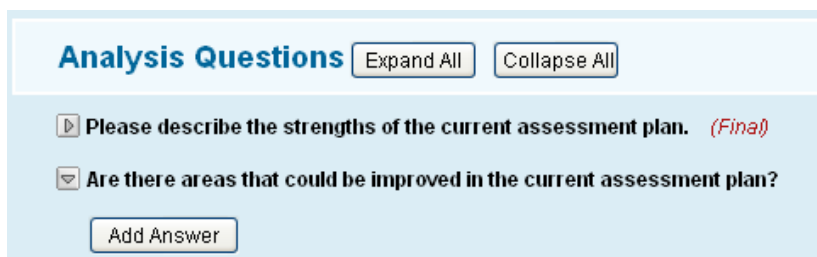 Analysis Questions Expand All Collapse All
Please describe the strengths of the current assessment plan. (Final)
Are there areas that could be improved in the current assessment plan?
Add Answer